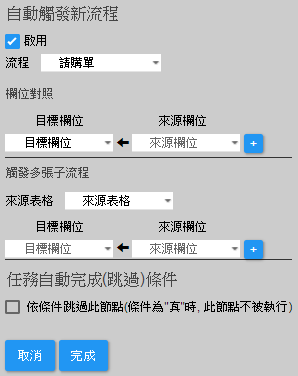 自動觸發新流程
啟用
流程 請購單
欄位對照
目標欄位 來源欄位
目標欄位 來源欄位 +
觸發多張子流程
來源表格 來源表格
目標欄位 來源欄位
目標欄位 來源欄位 +
任務自動完成(跳過)條件
依條件跳過此節點(條件為"真"時, 此節點不被執行)
取消 完成